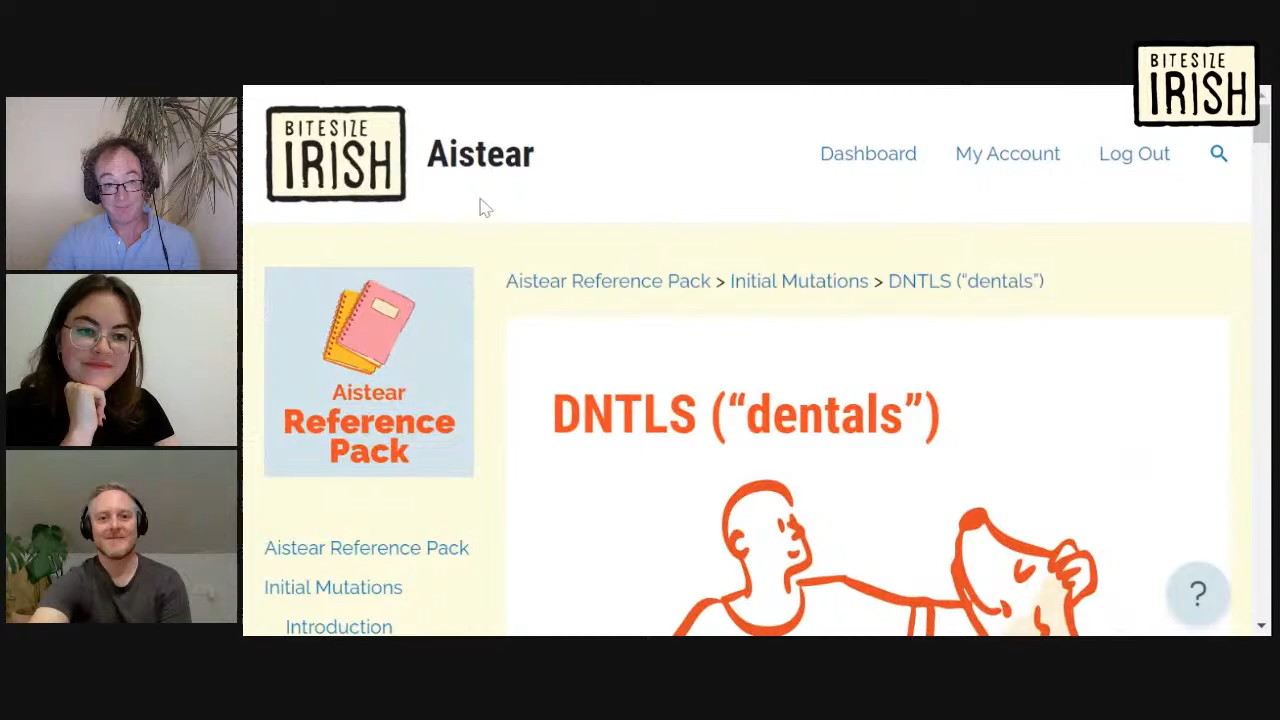 BITESIZE
IRISH
BITESIZE
IRISH
Aistear
Dashboard
My Account
Log Out
Aistear
Reference
Pack
Aistear Reference Pack > Initial Mutations > DNTLS (“dentals”)
DNTLS (“dentals”)
Aistear Reference Pack
Initial Mutations
Introduction
?